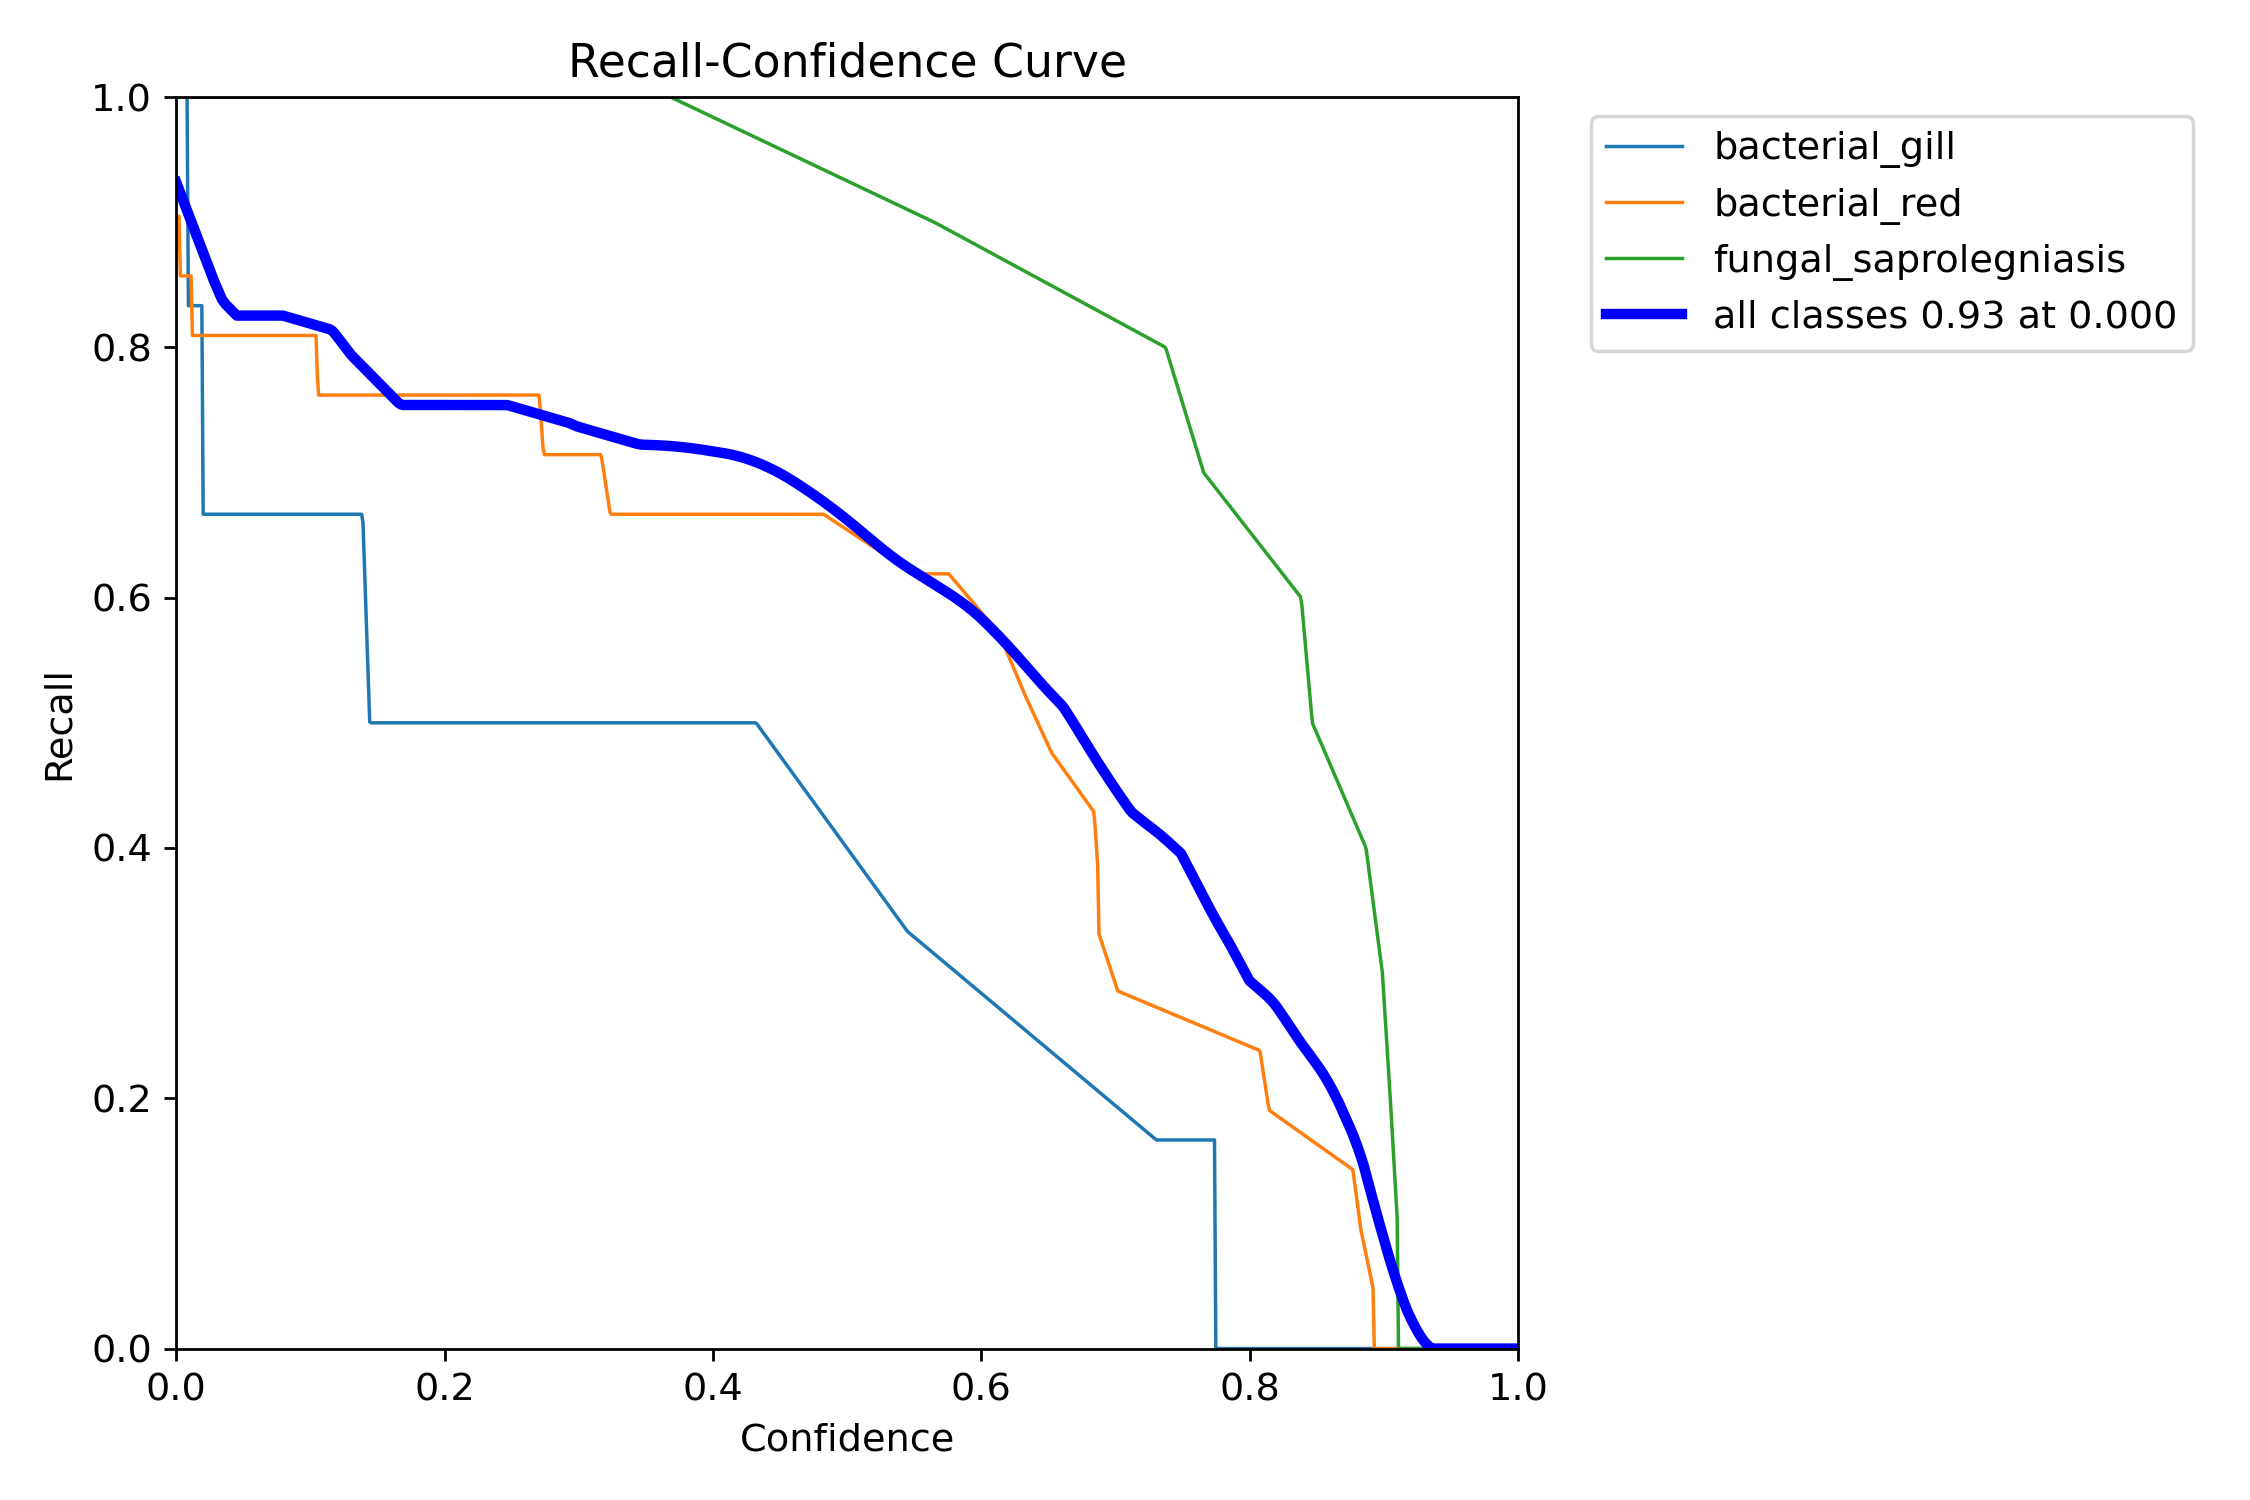 Recall-Confidence Curve
1.0
0.8
0.6
0.4
0.2
0.0
Recall
0.0 0.2 0.4 0.6 0.8 1.0
Confidence
bacterial_gill
bacterial_red
fungal_saprolegniasis
all classes 0.93 at 0.000